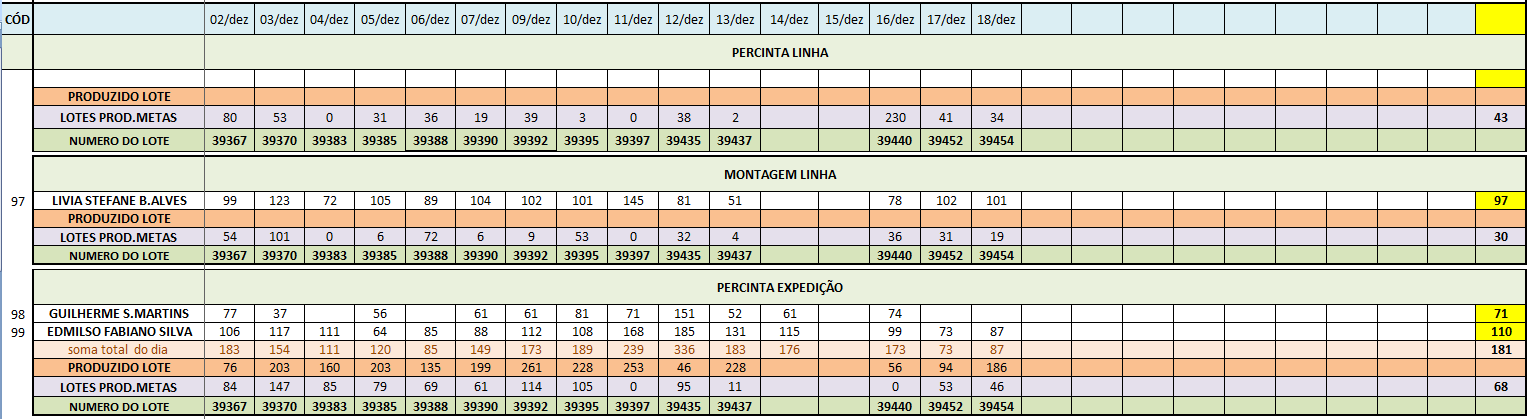 CÓD 02/dez 03/dez 04/dez 05/dez 06/dez 07/dez 09/dez 10/dez 11/dez 12/dez 13/dez 14/dez 15/dez 16/dez 17/dez 18/dez
PERCINTA LINHA
PRODUZIDO LOTE
LOTES PROD.METAS 80 53 0 31 36 19 39 3 0 38 2 230 41 34 43
NUMERO DO LOTE 39367 39370 39383 39385 39388 39390 39392 39395 39397 39435 39437 39440 39452 39454
MONTAGEM LINHA
97 LIVIA STEFANE B.ALVES 99 123 72 105 89 104 102 101 145 81 51 78 102 101 97
PRODUZIDO LOTE
LOTES PROD.METAS 54 101 0 6 72 6 9 53 0 32 4 36 31 19 30
NUMERO DO LOTE 39367 39370 39383 39385 39388 39390 39392 39395 39397 39435 39437 39440 39452 39454
PERCINTA EXPEDIÇÃO
98 GUILHERME S.MARTINS 77 37 56 61 61 81 71 151 52 61 74 71
99 EDMILSO FABIANO SILVA 106 117 111 64 85 88 112 108 168 185 131 115 99 73 87 110
soma total do dia 183 154 111 120 85 149 173 189 239 336 183 176 173 73 87 181
PRODUZIDO LOTE 76 203 160 203 135 199 261 228 253 46 228 56 94 186
LOTES PROD.METAS 84 147 85 79 69 61 114 105 0 95 11 0 53 46 68
NUMERO DO LOTE 39367 39370 39383 39385 39388 39390 39392 39395 39397 39435 39437 39440 39452 39454